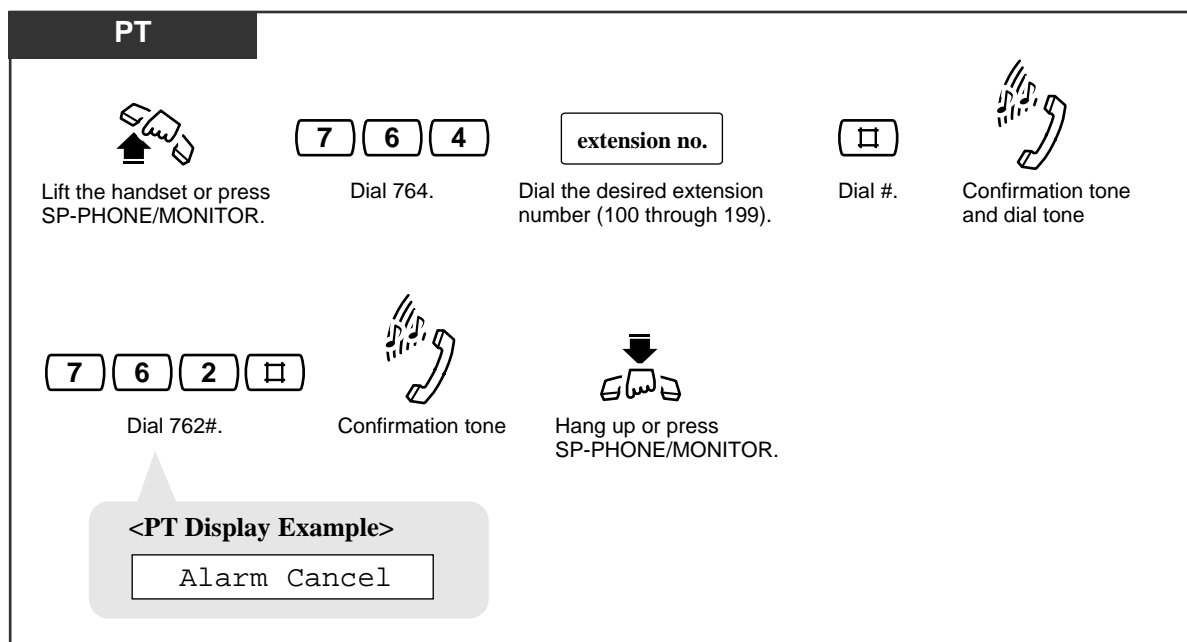 PT
7 6 4
extension no.
#
Lift the handset or press
SP-PHONE/MONITOR.
Dial 764.
Dial the desired extension
number (100 through 199).
Dial #.
Confirmation tone
and dial tone
7 6 2 #
Dial 762#.
Confirmation tone
Hang up or press
SP-PHONE/MONITOR.
<PT Display Example>
Alarm Cancel